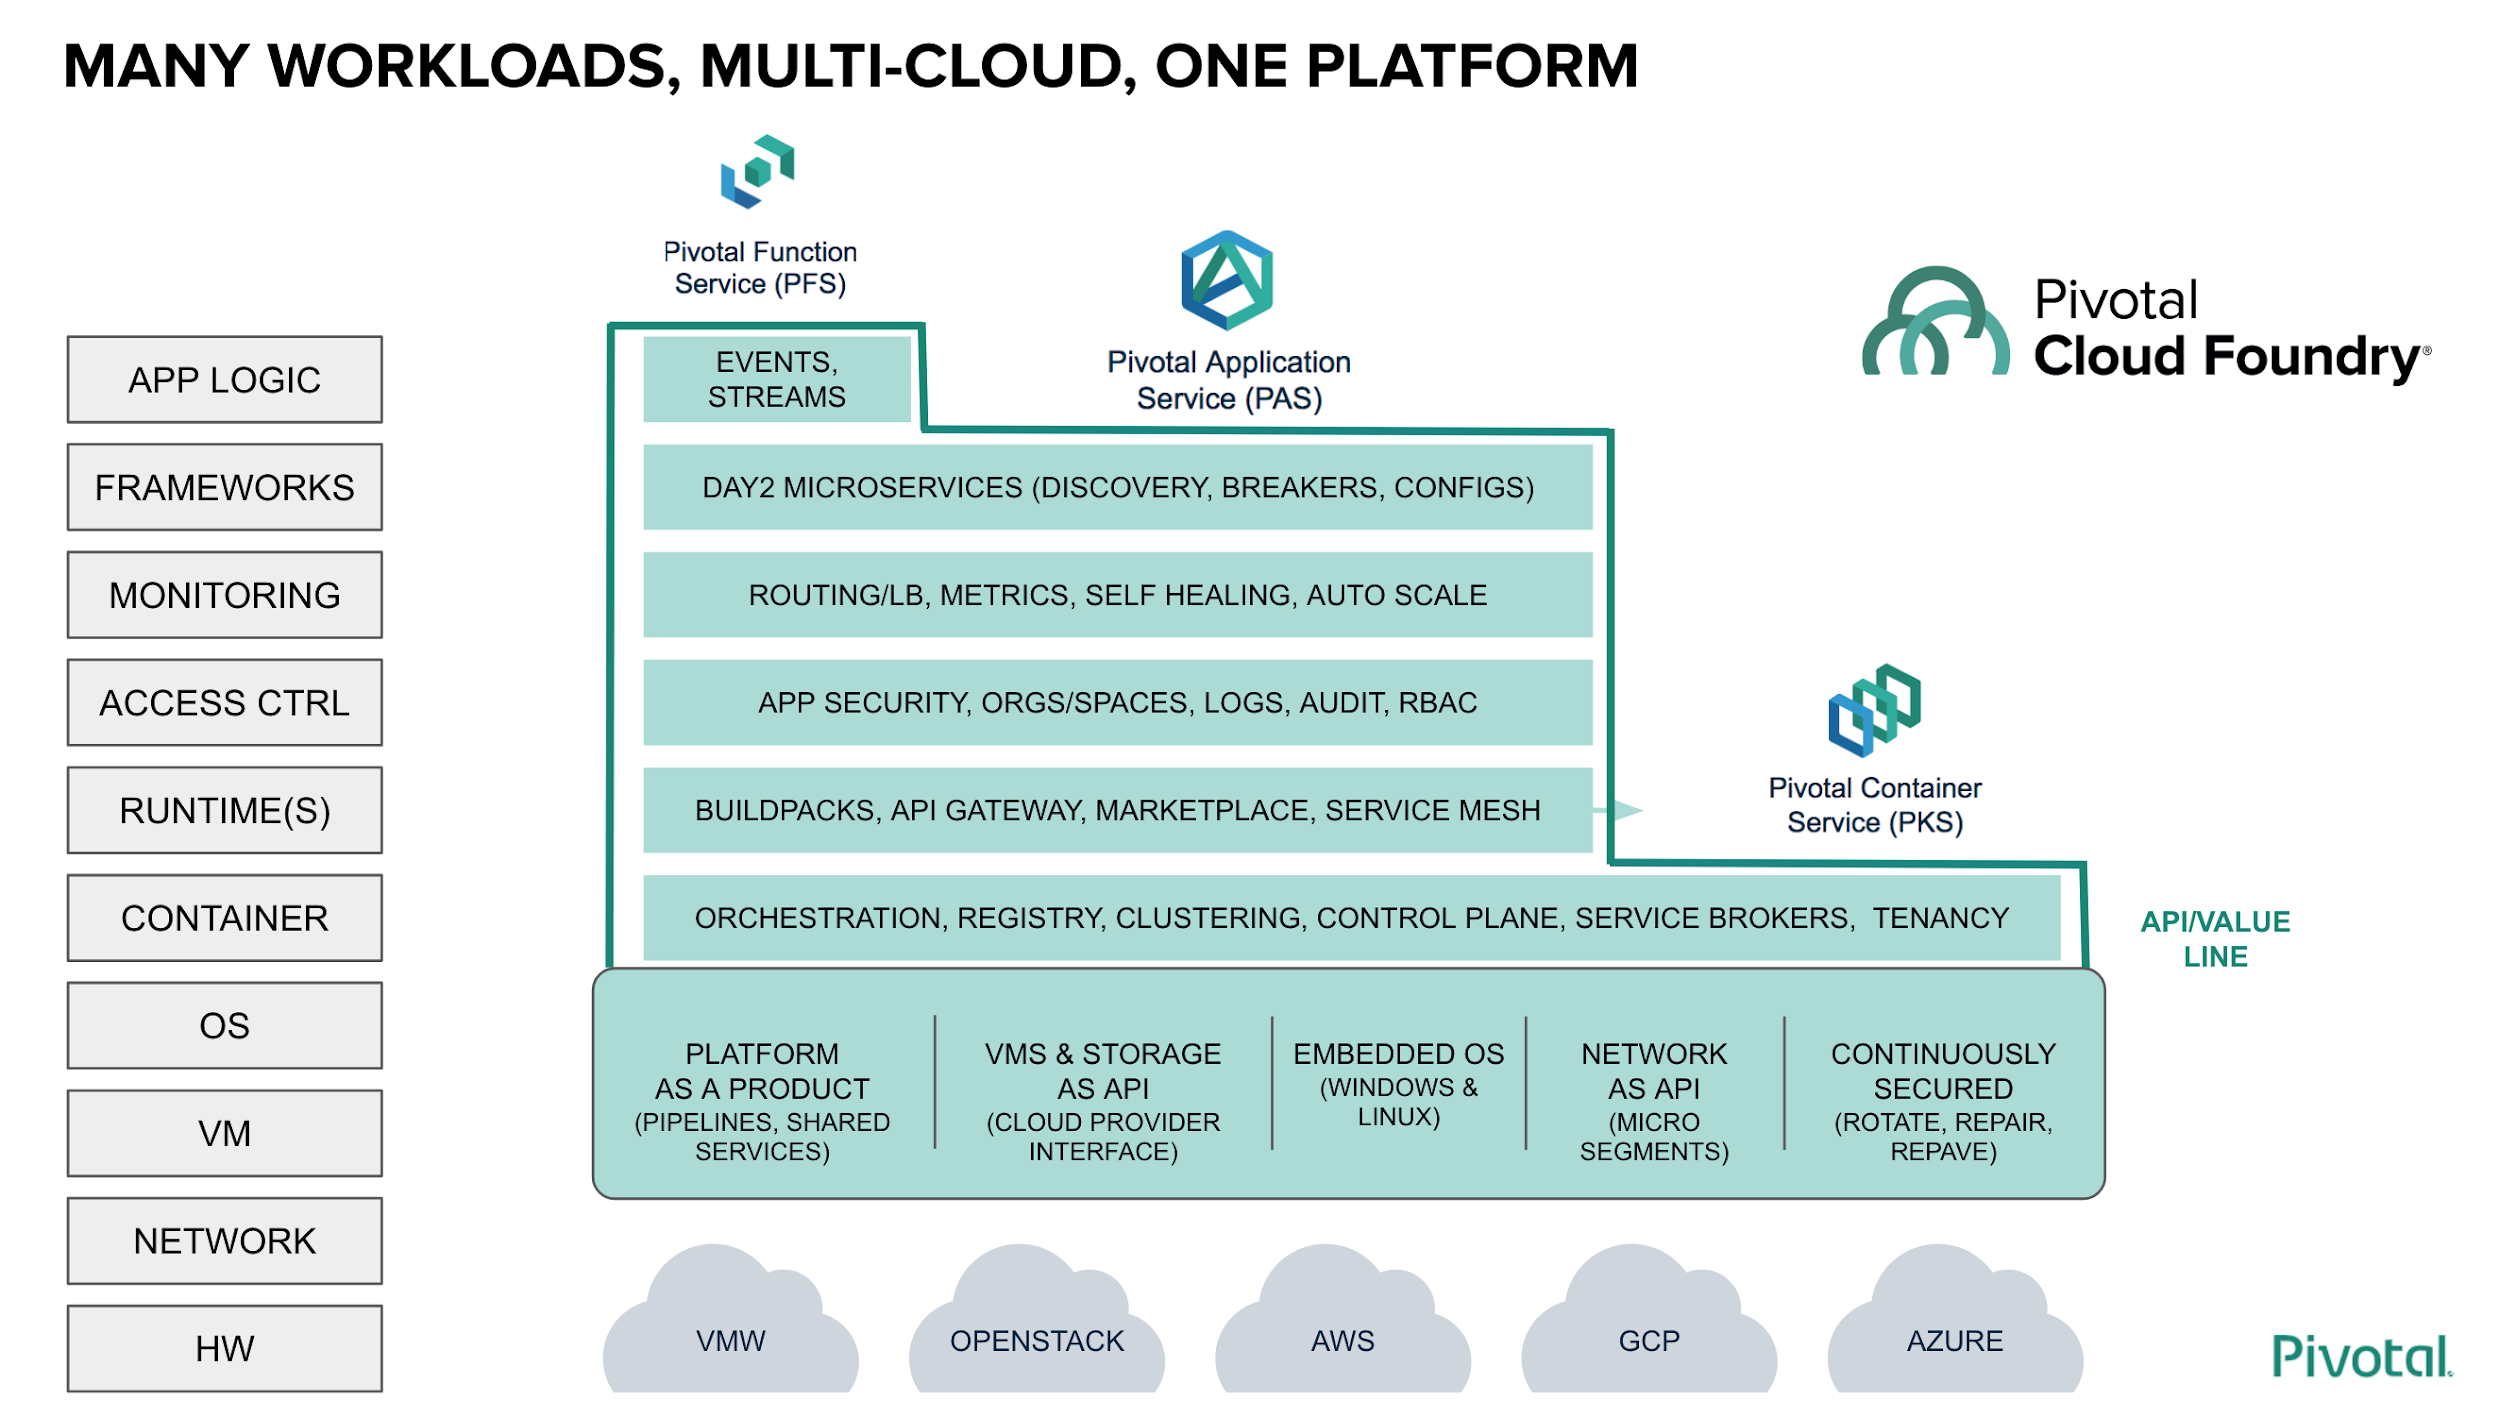 MANY WORKLOADS, MULTI-CLOUD, ONE PLATFORM
Pivotal Function
Service (PFS)
Pivotal Application
Service (PAS)
Pivotal
Cloud Foundry®
APP LOGIC
EVENTS,
STREAMS
FRAMEWORKS
DAY2 MICROSERVICES (DISCOVERY, BREAKERS, CONFIGS)
MONITORING
ROUTING/LB, METRICS, SELF HEALING, AUTO SCALE
ACCESS CTRL
APP SECURITY, ORGS/SPACES, LOGS, AUDIT, RBAC
Pivotal Container
Service (PKS)
RUNTIME(S)
BUILDPACKS, API GATEWAY, MARKETPLACE, SERVICE MESH
CONTAINER
ORCHESTRATION, REGISTRY, CLUSTERING, CONTROL PLANE, SERVICE BROKERS, TENANCY
API/VALUE
LINE
OS
VM
NETWORK
HW
PLATFORM
AS A PRODUCT
(PIPELINES, SHARED
SERVICES)
VMS & STORAGE
AS API
(CLOUD PROVIDER
INTERFACE)
EMBEDDED OS
(WINDOWS &
LINUX)
NETWORK
AS API
(MICRO
SEGMENTS)
CONTINUOUSLY
SECURED
(ROTATE, REPAIR,
REPAVE)
VMW
OPENSTACK
AWS
GCP
AZURE
Pivotal